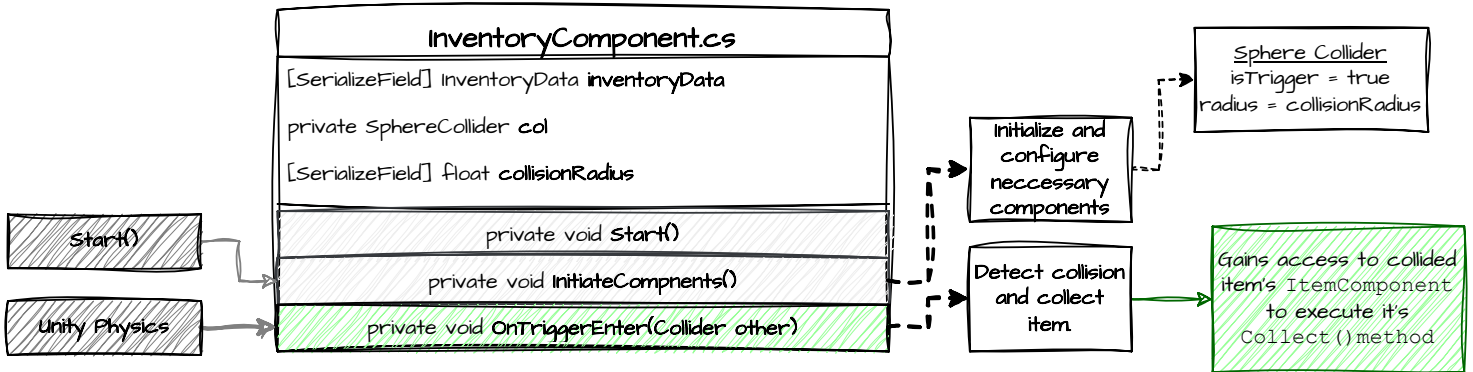 InventoryComponent.cs
[SerializeField] InventoryData inventoryData
private SphereCollider col
[SerializeField] float collisionRadius
private void Start()
private void InitiateCompnents()
private void OnTriggerEnter(Collider other)
Start()
Unity Physics
Initialize and
configure
neccessary
components
Detect collision
and collect
item.
Sphere Collider
isTrigger = true
radius = collisionRadius
Gains access to collided
item's ItemComponent
to execute it's
Collect()method